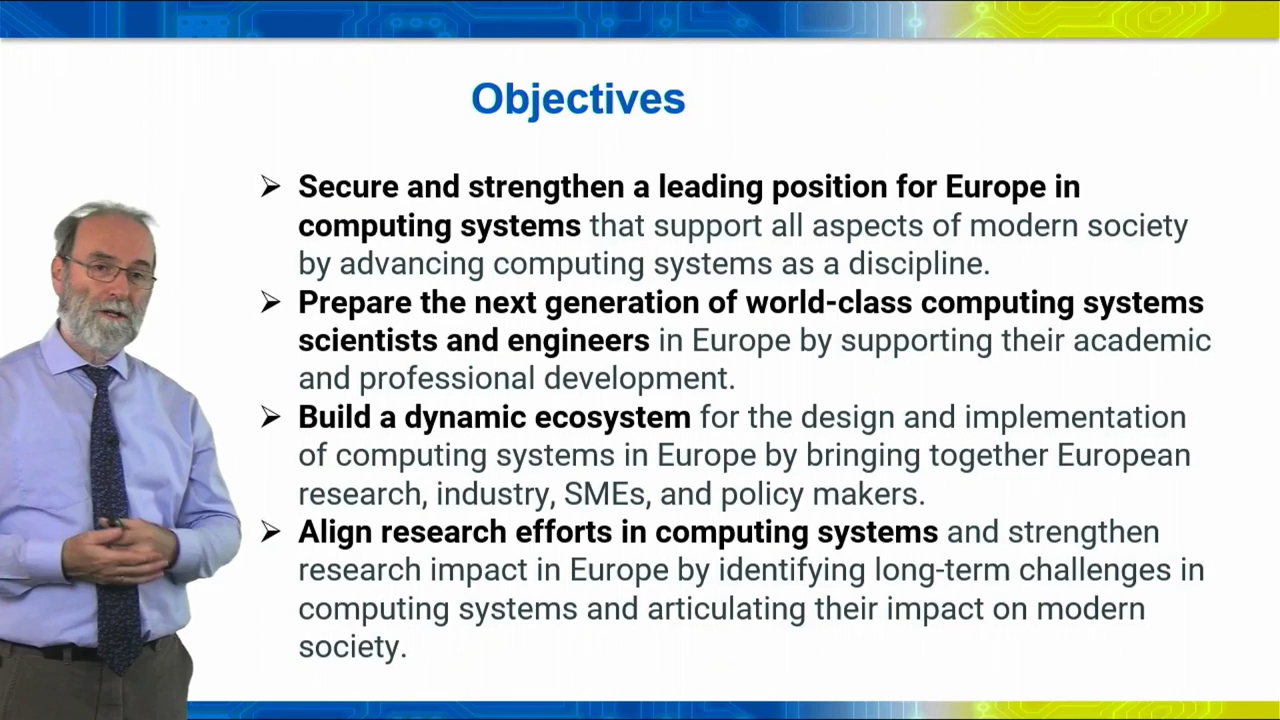 Objectives
➢ Secure and strengthen a leading position for Europe in
computing systems that support all aspects of modern society
by advancing computing systems as a discipline.
➢ Prepare the next generation of world-class computing systems
scientists and engineers in Europe by supporting their academic
and professional development.
➢ Build a dynamic ecosystem for the design and implementation
of computing systems in Europe by bringing together European
research, industry, SMEs, and policy makers.
➢ Align research efforts in computing systems and strengthen
research impact in Europe by identifying long-term challenges in
computing systems and articulating their impact on modern
society.